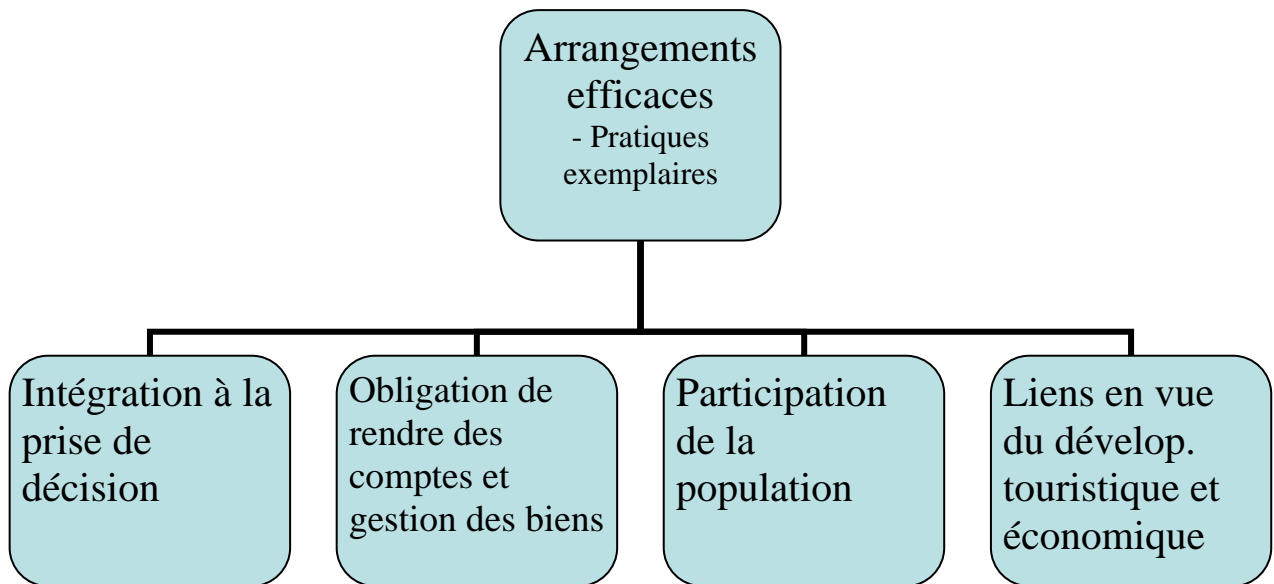 Arrangements
efficaces
- Pratiques
exemplaires
Intégration à la
prise de
décision
Obligation de
rendre des
comptes et
gestion des biens
Participation
de la
population
Liens en vue
du dévelop.
touristique et
économique